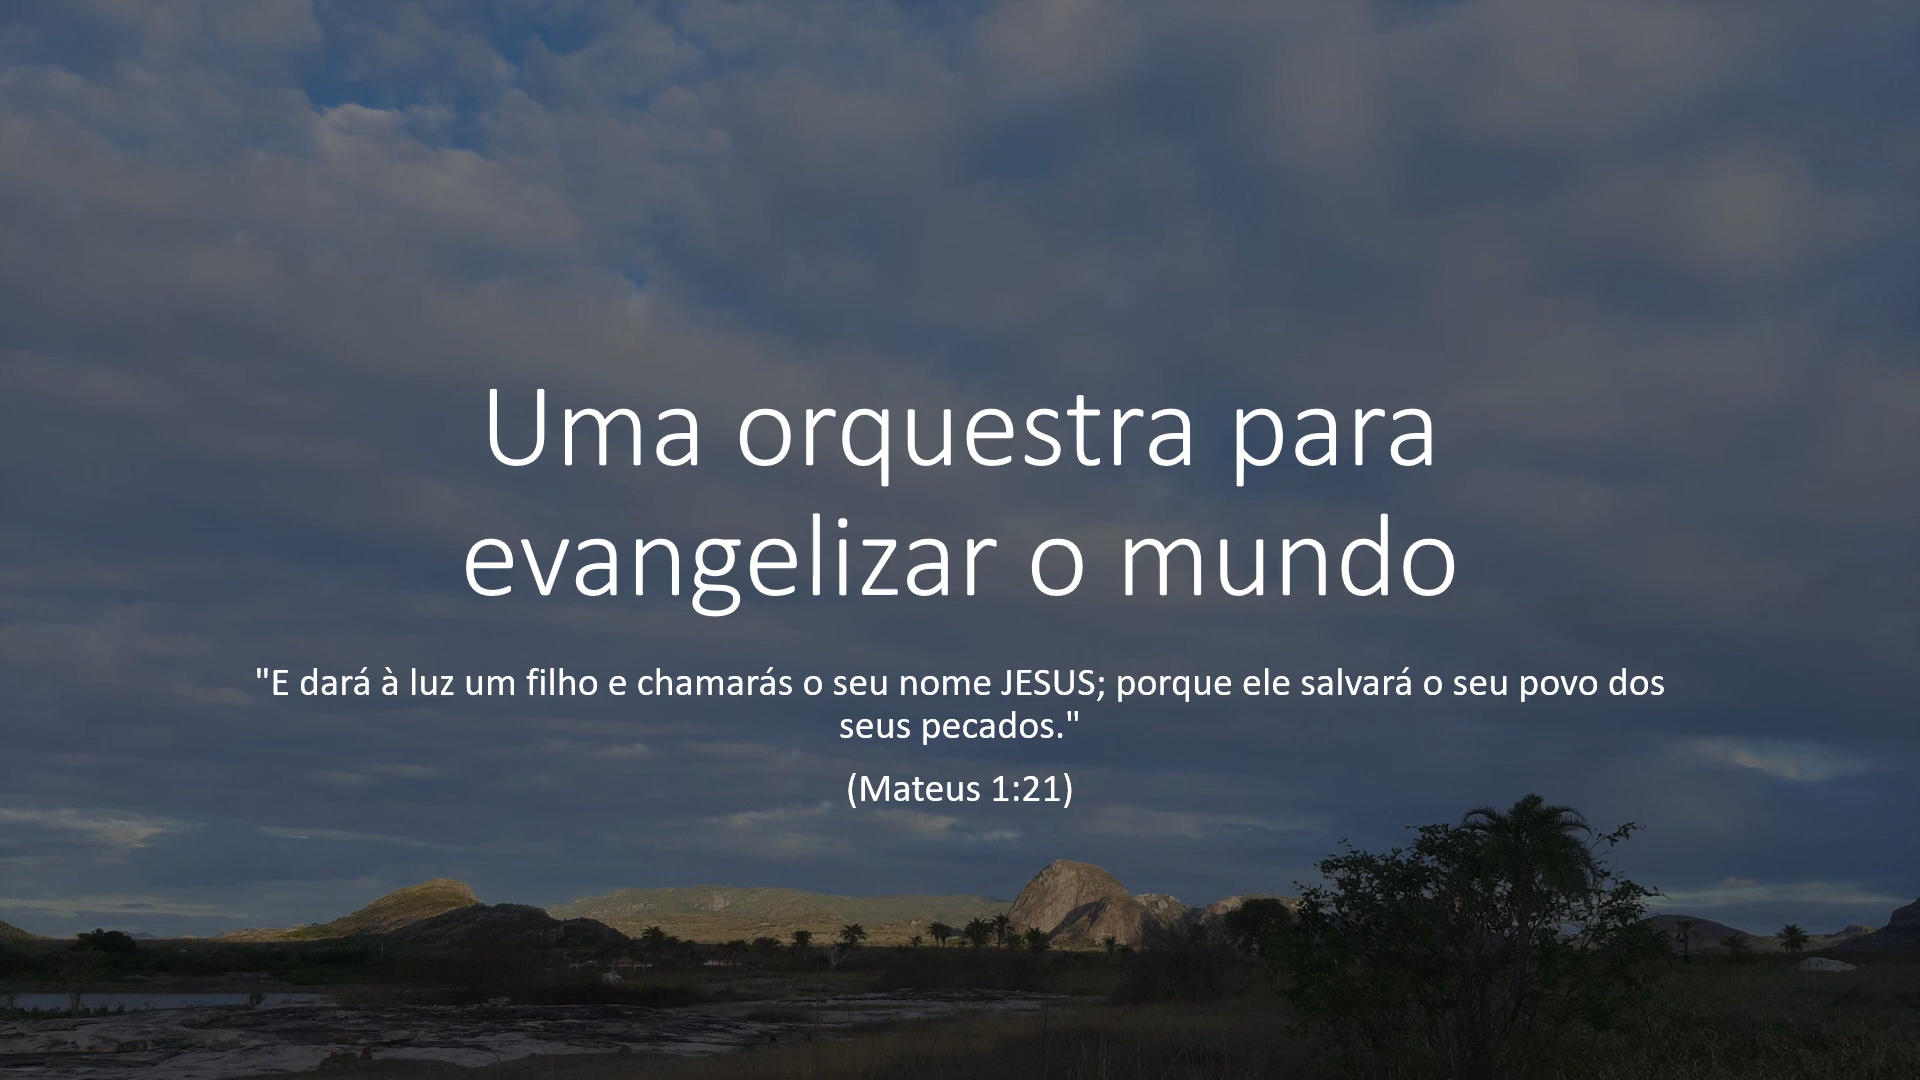 Uma orquestra para
evangelizar o mundo
"E dará à luz um filho e chamarás o seu nome JESUS; porque ele salvará o seu povo dos
seus pecados."
(Mateus 1:21)